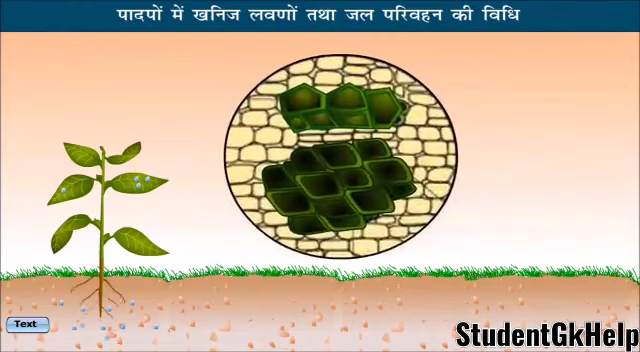 पादपों में खनिज लवणों तथा जल परिवहन की विधि
Text
StudentGkHelp